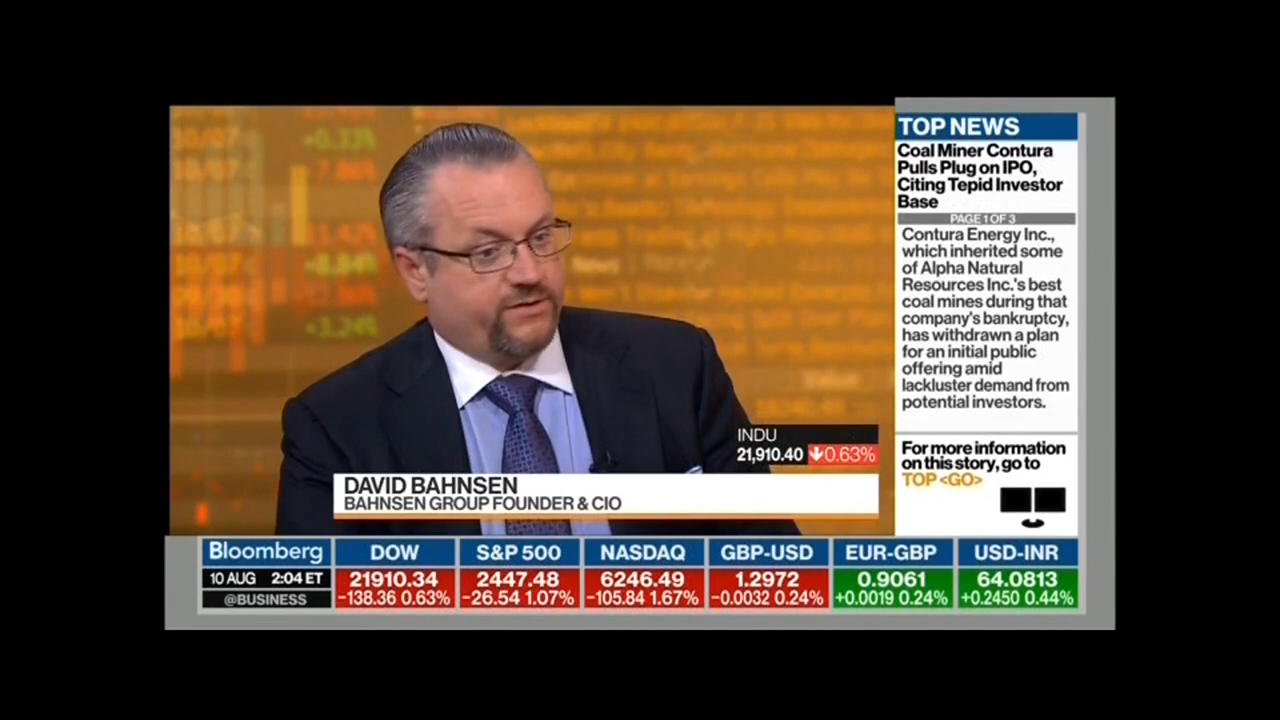 TOP NEWS
Coal Miner Contura
Pulls Plug on IPO,
Citing Tepid Investor
Base
PAGE 1 OF 3
Contura Energy Inc.,
which inherited some
of Alpha Natural
Resources Inc.'s best
coal mines during that
company's bankruptcy,
has withdrawn a plan
for an initial public
offering amid
lackluster demand from
potential investors.
For more information
on this story, go to
TOP <GO>
INDU
21,910.40 0.63%
DAVID BAHNSEN
BAHNSEN GROUP FOUNDER & CIO
Bloomberg DOW S&P 500 NASDAQ GBP-USD EUR-GBP USD-INR
10 AUG 2:04 ET 21910.34 2447.48 6246.49 1.2972 0.9061 64.0813
@BUSINESS −138.36 0.63% −26.54 1.07% −105.84 1.67% −0.0032 0.24% +0.0019 0.24% +0.2450 0.44%